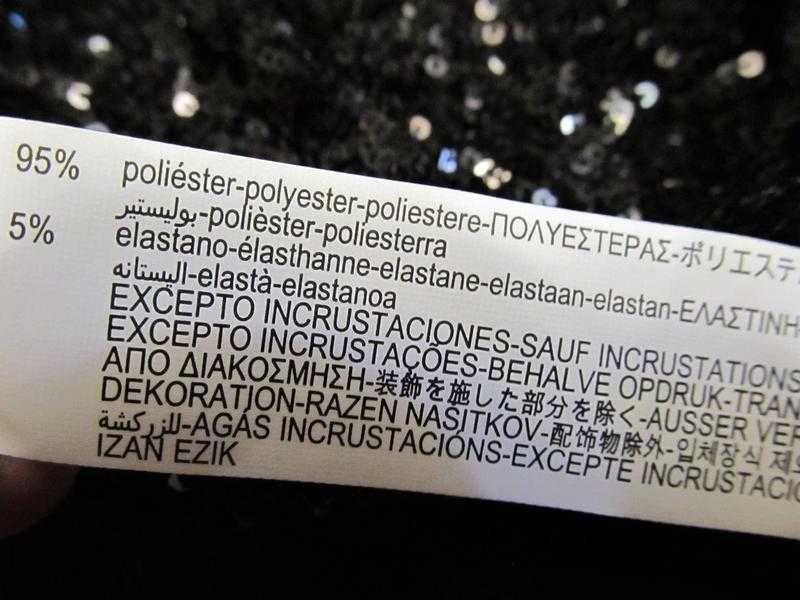 95% poliéster-polyester-poliestere-ΠΟΛΥΕΣΤΕΡΑΣ-ポリエステ
بوليستير-polièster-poliesterra
5% elastano-élasthanne-elastane-elastaan-elastan-ΕΛΑΣΤΙΝΗ
اليستانه-elastà-elastanoa
EXCEPTO INCRUSTACIONES-SAUF INCRUSTATIONS
EXCEPTO INCRUSTAÇÕES-BEHALVE OPDRUK-TRAN
ΑΠΟ ΔΙΑΚΟΣΜΗΣΗ-装飾を施した部分を除く-AUSSER VER
DEKORATION-RAZEN NASITKOV-配饰物除外-입체장식 제외
للزركشة-AGÁS INCRUSTACIÓNS-EXCEPTE INCRUSTACIO
IZAN EZIK